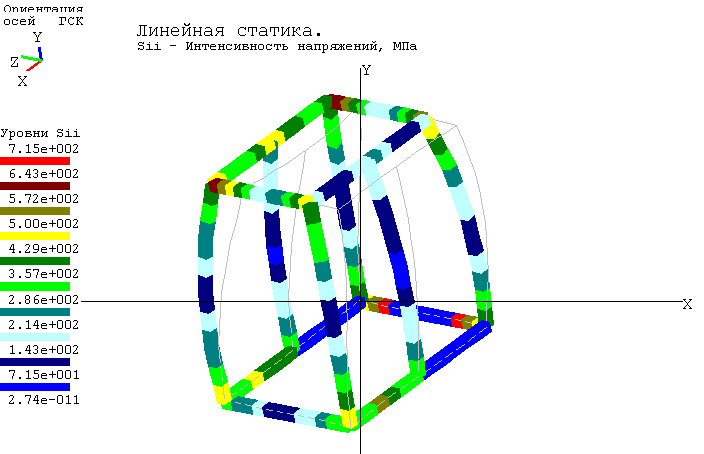 Ориентация
осей ГСК
Линейная статика.
Sii - Интенсивность напряжений, МПа
Y
Z
X
Y
X
Уровни Sii
7.15e+002
6.43e+002
5.72e+002
5.00e+002
4.29e+002
3.57e+002
2.86e+002
2.14e+002
1.43e+002
7.15e+001
2.74e-011